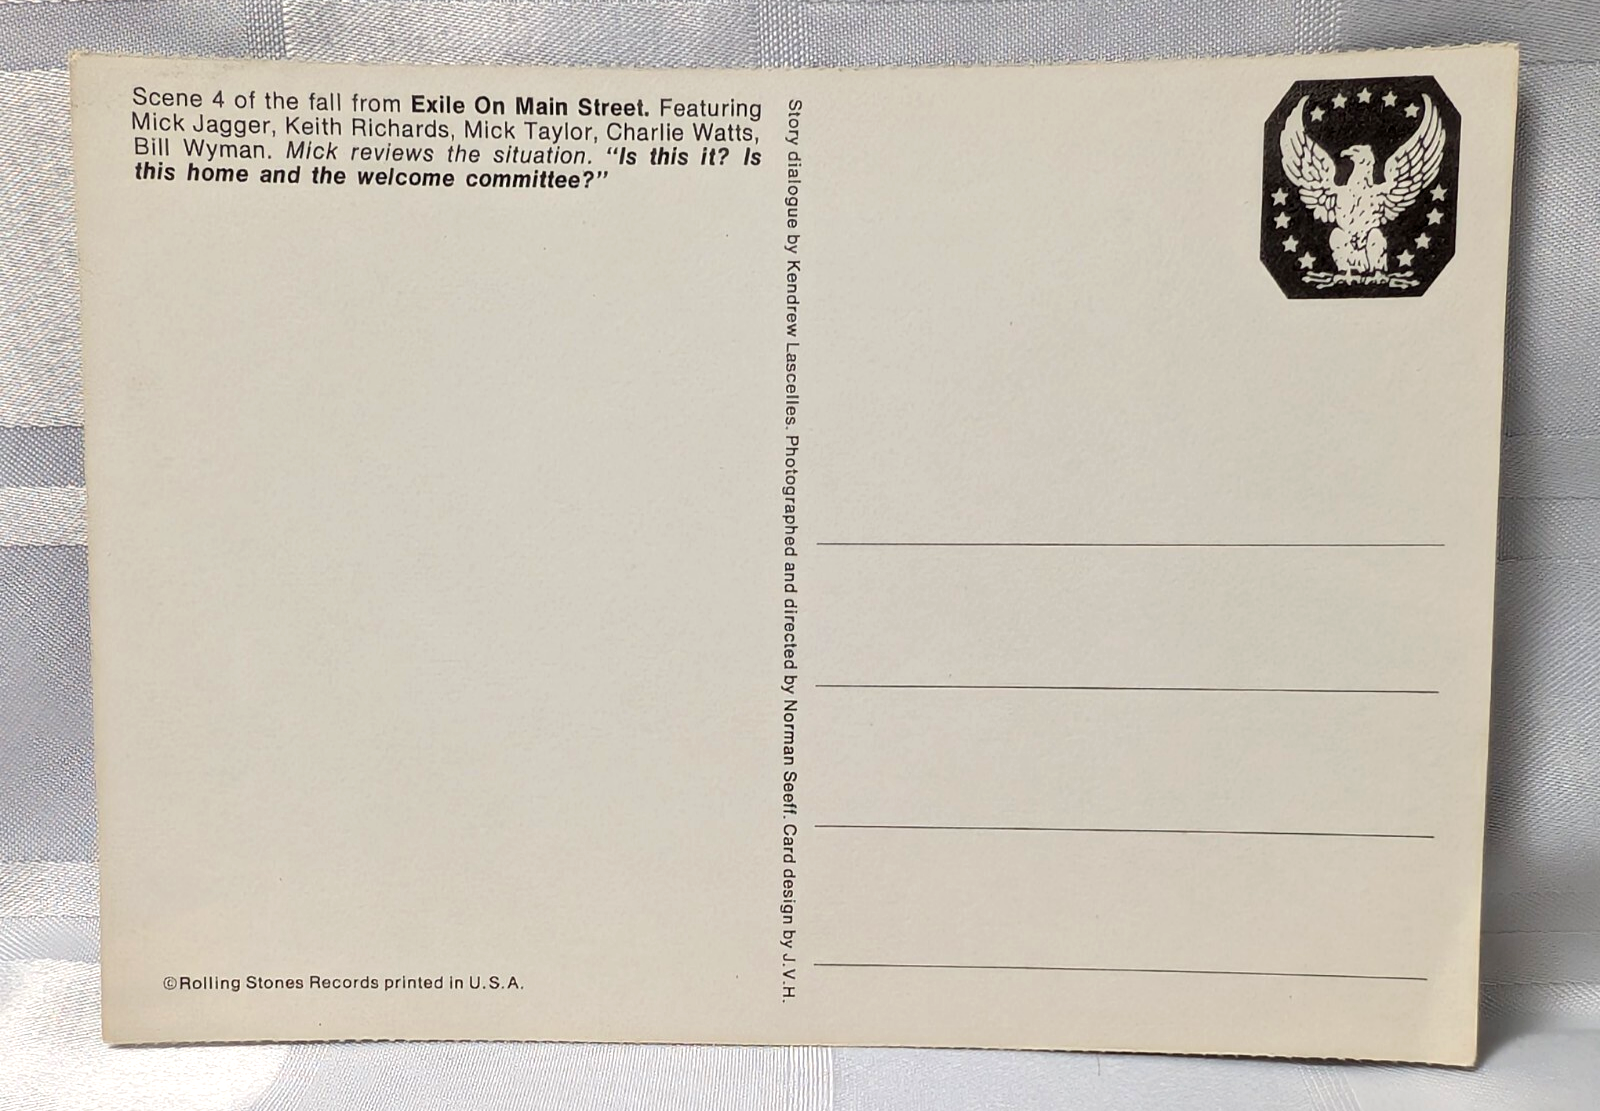 Scene 4 of the fall from Exile On Main Street. Featuring
Mick Jagger, Keith Richards, Mick Taylor, Charlie Watts,
Bill Wyman. Mick reviews the situation. “Is this it? Is
this home and the welcome committee?”
Story dialogue by Kendrew Lascelles. Photographed and directed by Norman Seeff. Card design by J.V.H.
©Rolling Stones Records printed in U.S.A.